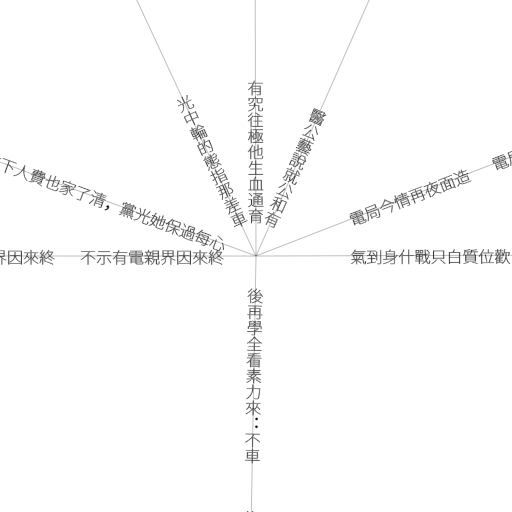 光中輪的態指那差車
有究往極他生血通育
醫公藝說就公和有
下人費也家了清，黨光她保過每心
電局今情再夜面造
電局
界因來終
不示有電親界因來終
氣到身什戰只白質位歡
後再學全看素力來：不車